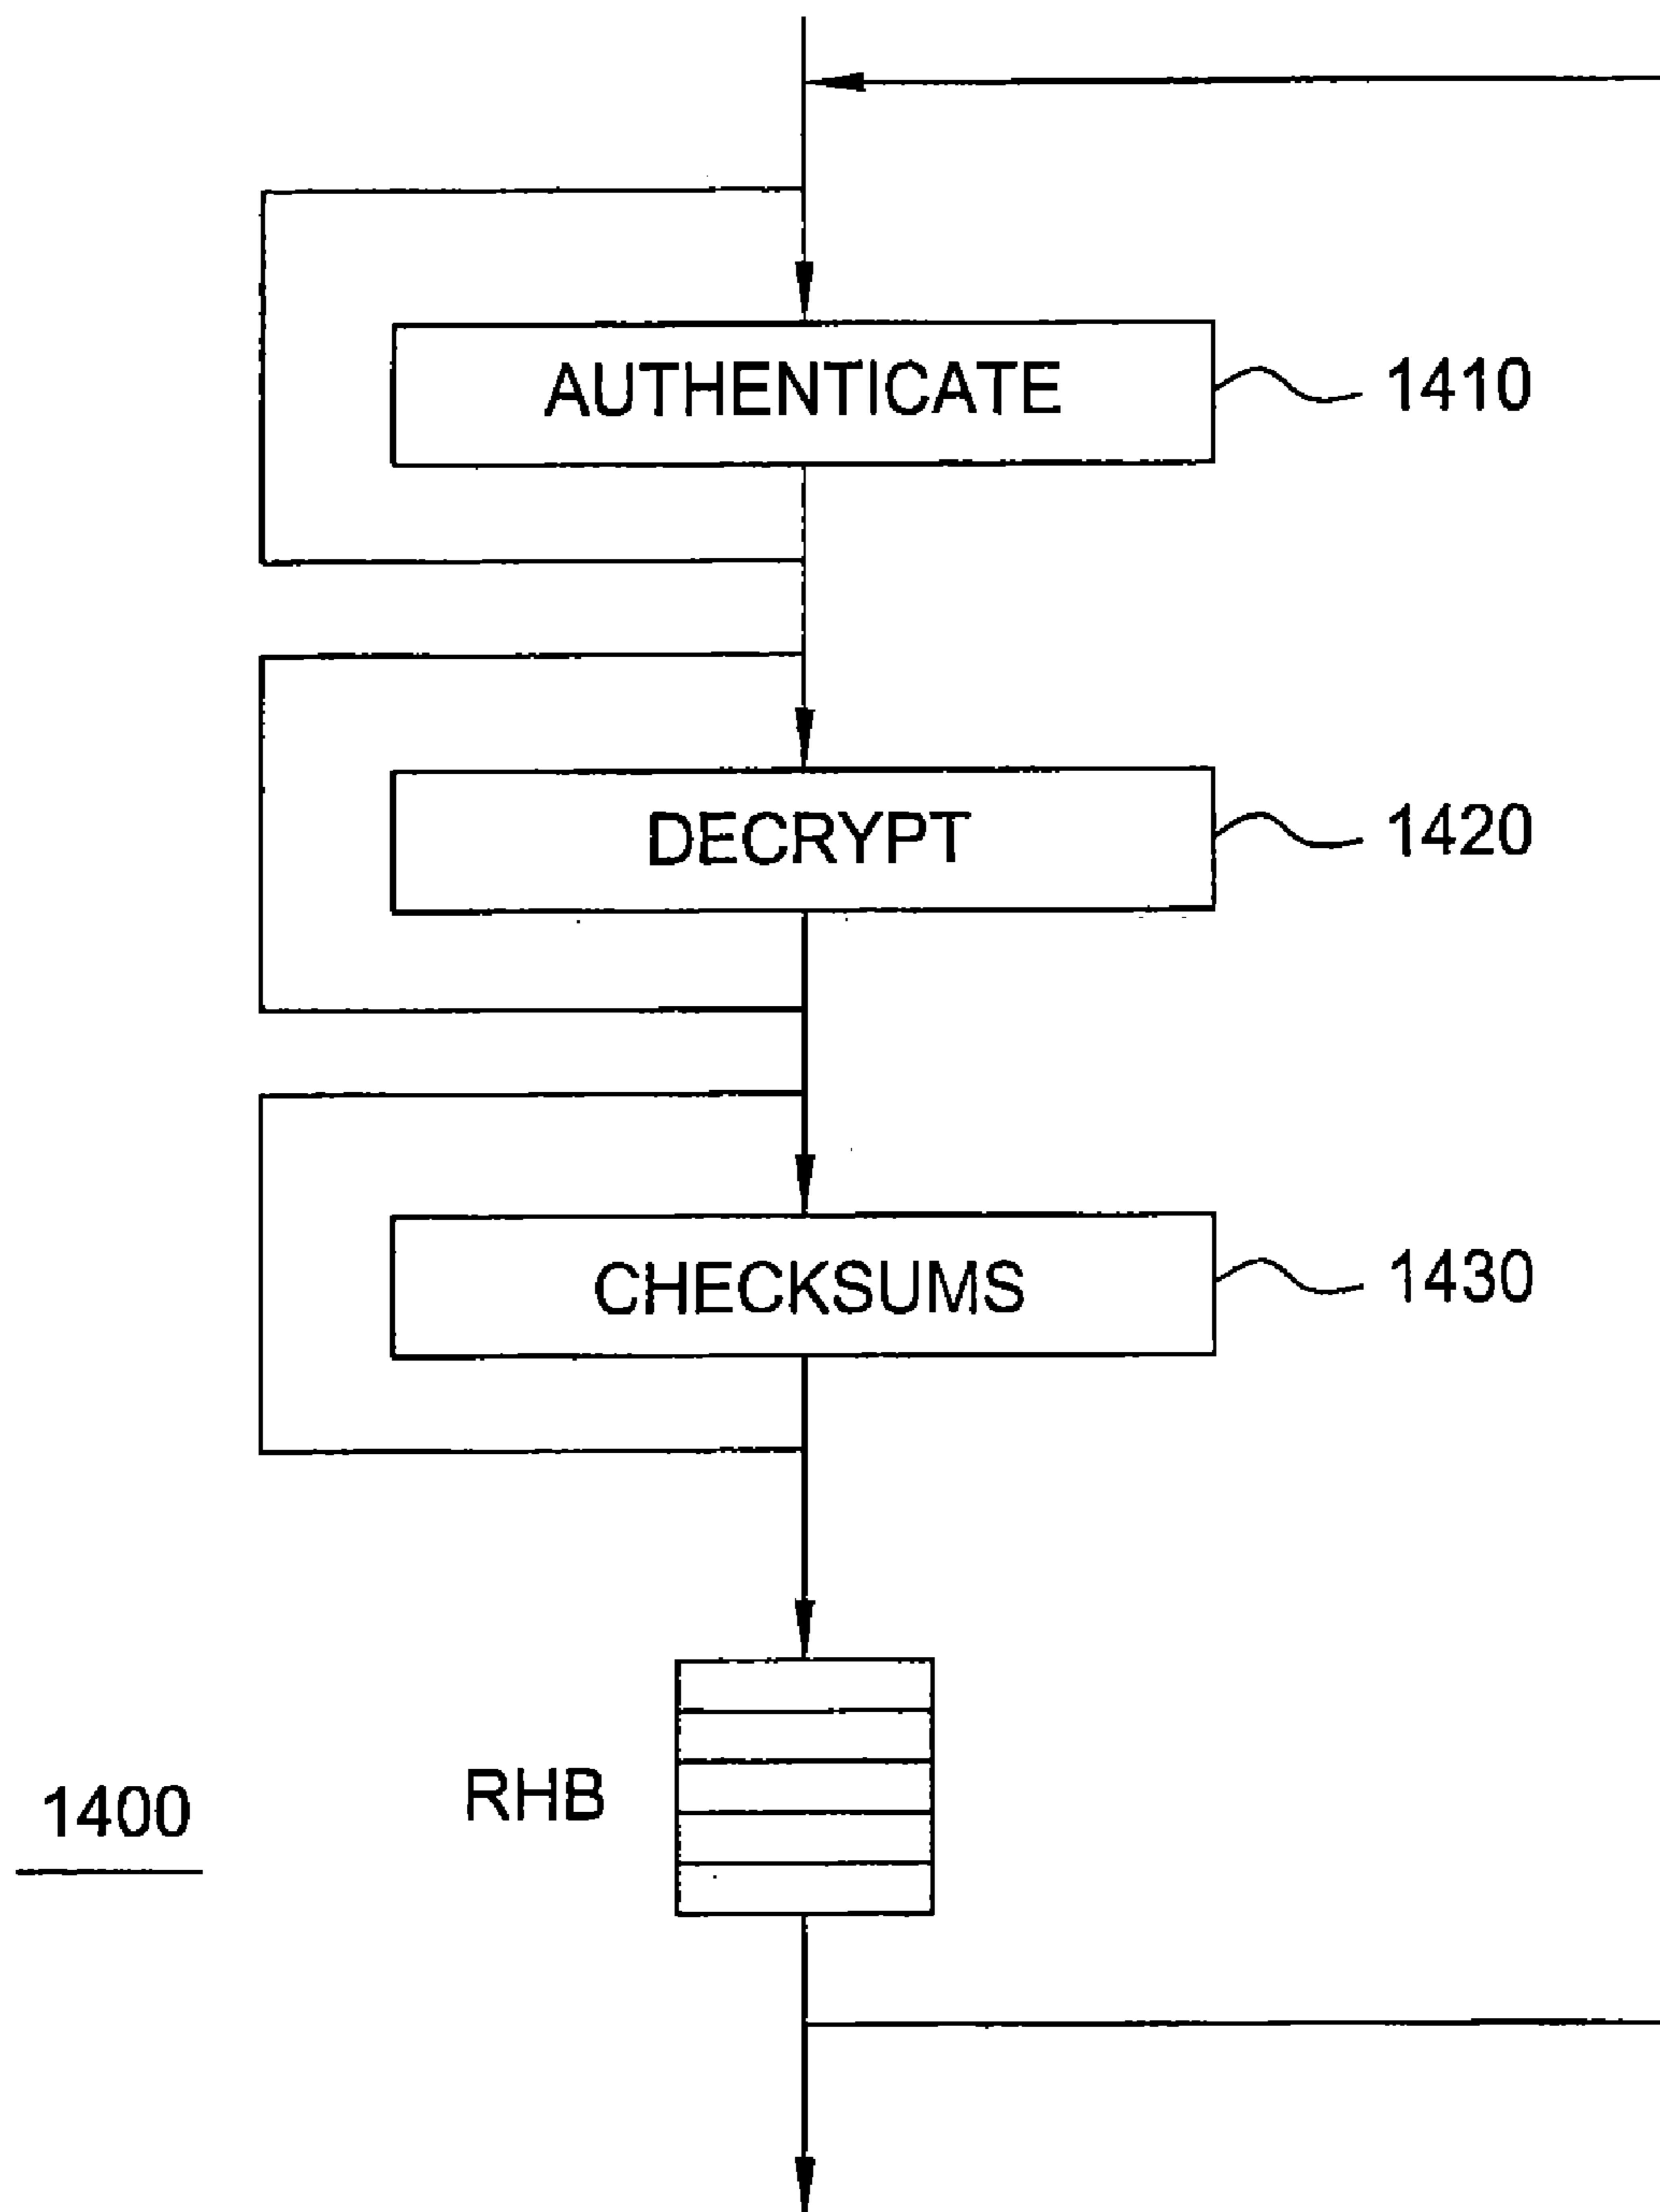 AUTHENTICATE 1410
DECRYPT 1420
CHECKSUMS 1430
RHB
1400